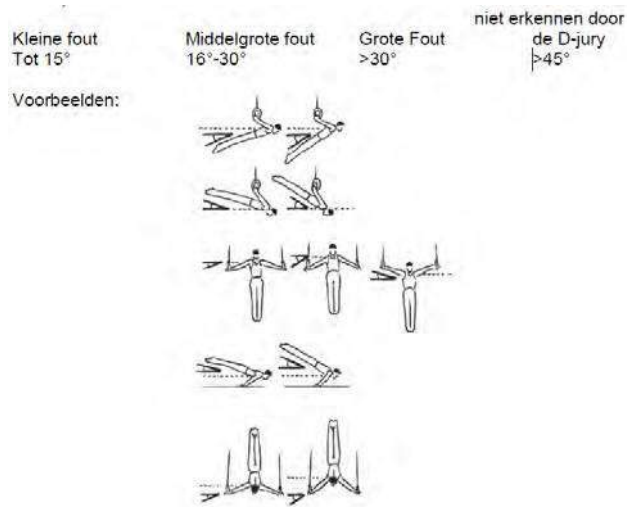 niet erkennen door
Kleine fout Middelgrote fout Grote Fout de D-jury
Tot 15° 16°-30° >30° >45°
Voorbeelden: